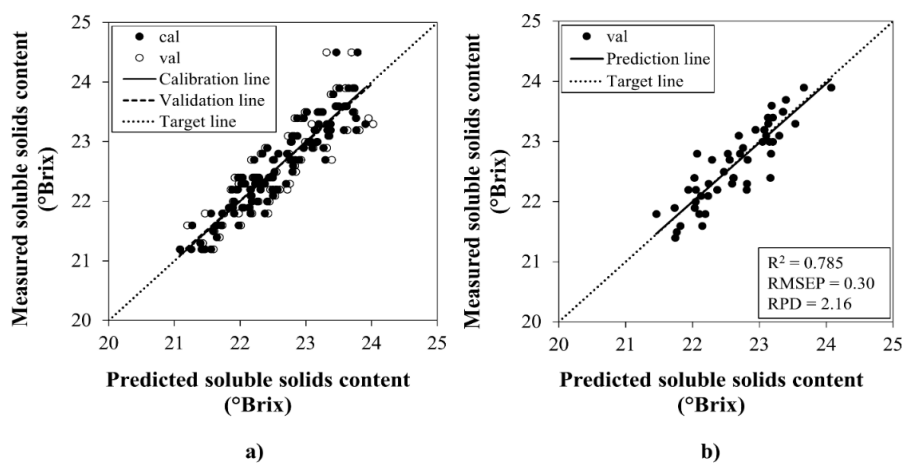 25
24
23
22
21
20
Measured soluble solids content
(°Brix)
cal
val
Calibration line
Validation line
Target line
20 21 22 23 24 25
Predicted soluble solids content
(°Brix)
a)
25
24
23
22
21
20
Measured soluble solids content
(°Brix)
val
Prediction line
Target line
R² = 0.785
RMSEP = 0.30
RPD = 2.16
20 21 22 23 24 25
Predicted soluble solids content
(°Brix)
b)